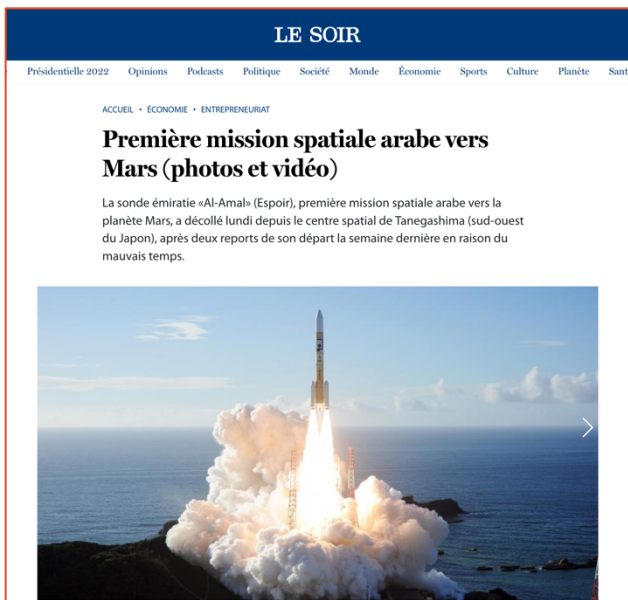 LE SOIR
Présidentielle 2022 Opinions Podcasts Politique Société Monde Économie Sports Culture Planète Sant
ACCUEIL • ÉCONOMIE • ENTREPRENEURIAT
Première mission spatiale arabe vers
Mars (photos et vidéo)
La sonde émiratie «Al-Amal» (Espoir), première mission spatiale arabe vers la
planète Mars, a décollé lundi depuis le centre spatial de Tanegashima (sud-ouest
du Japon), après deux reports de son départ la semaine dernière en raison du
mauvais temps.